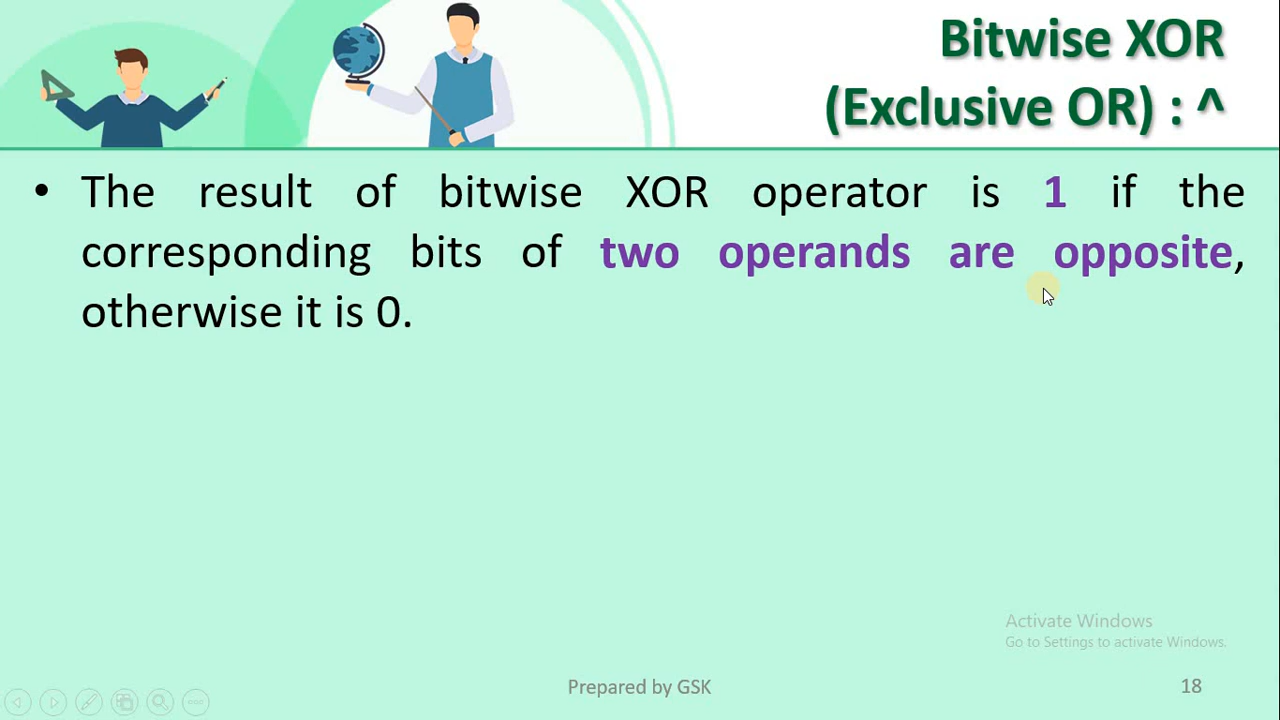 Bitwise XOR
(Exclusive OR) : ^
• The result of bitwise XOR operator is 1 if the
corresponding bits of two operands are opposite,
otherwise it is 0.
Activate Windows
Go to Settings to activate Windows.
Prepared by GSK
18